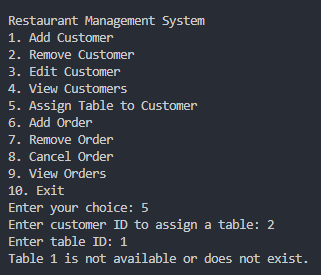 Restaurant Management System
1. Add Customer
2. Remove Customer
3. Edit Customer
4. View Customers
5. Assign Table to Customer
6. Add Order
7. Remove Order
8. Cancel Order
9. View Orders
10. Exit
Enter your choice: 5
Enter customer ID to assign a table: 2
Enter table ID: 1
Table 1 is not available or does not exist.